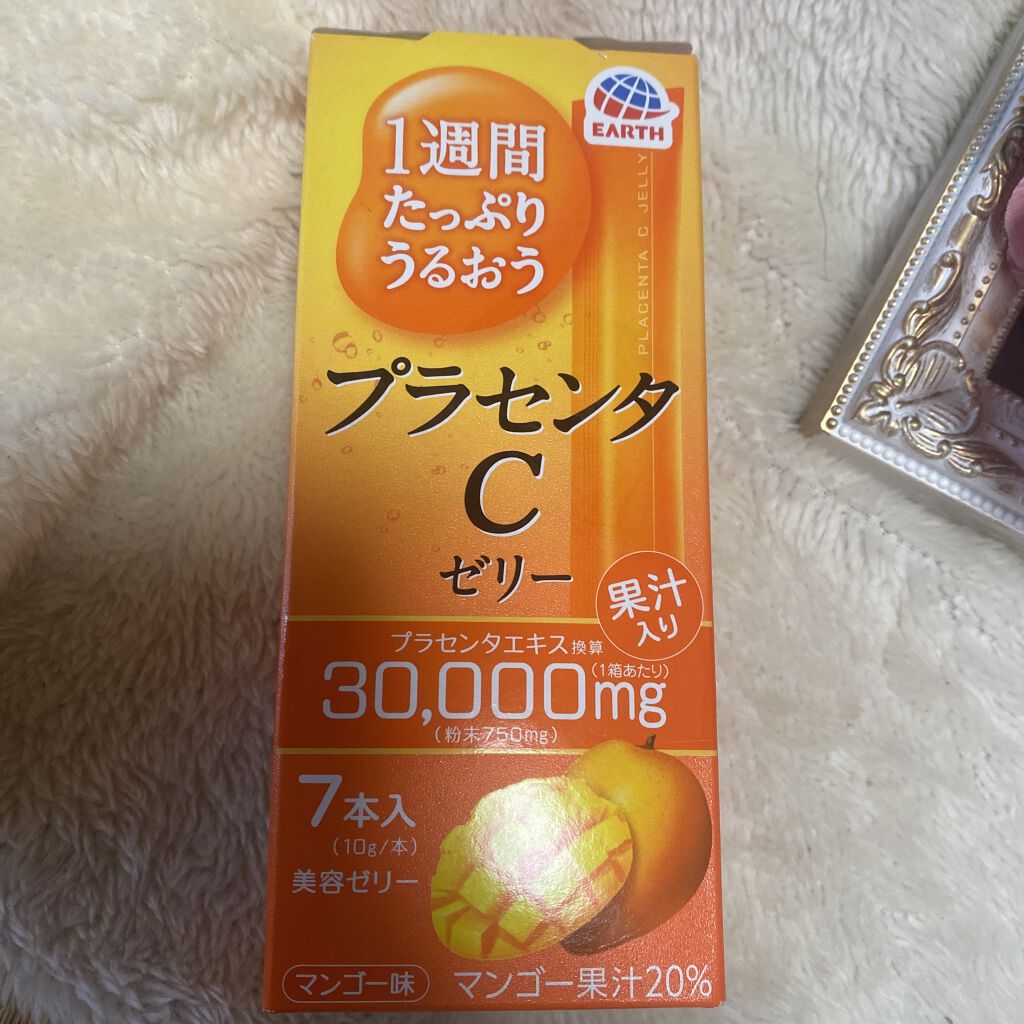 EARTH
1週間
たっぷり
うるおう
PLACENTA C JELLY
プラセンタ
C
ゼリー
果汁
入り
プラセンタエキス換算
30,000mg
(1箱あたり)
(粉末750mg)
7本入
(10g/本)
美容ゼリー
マンゴー味
マンゴー果汁20%